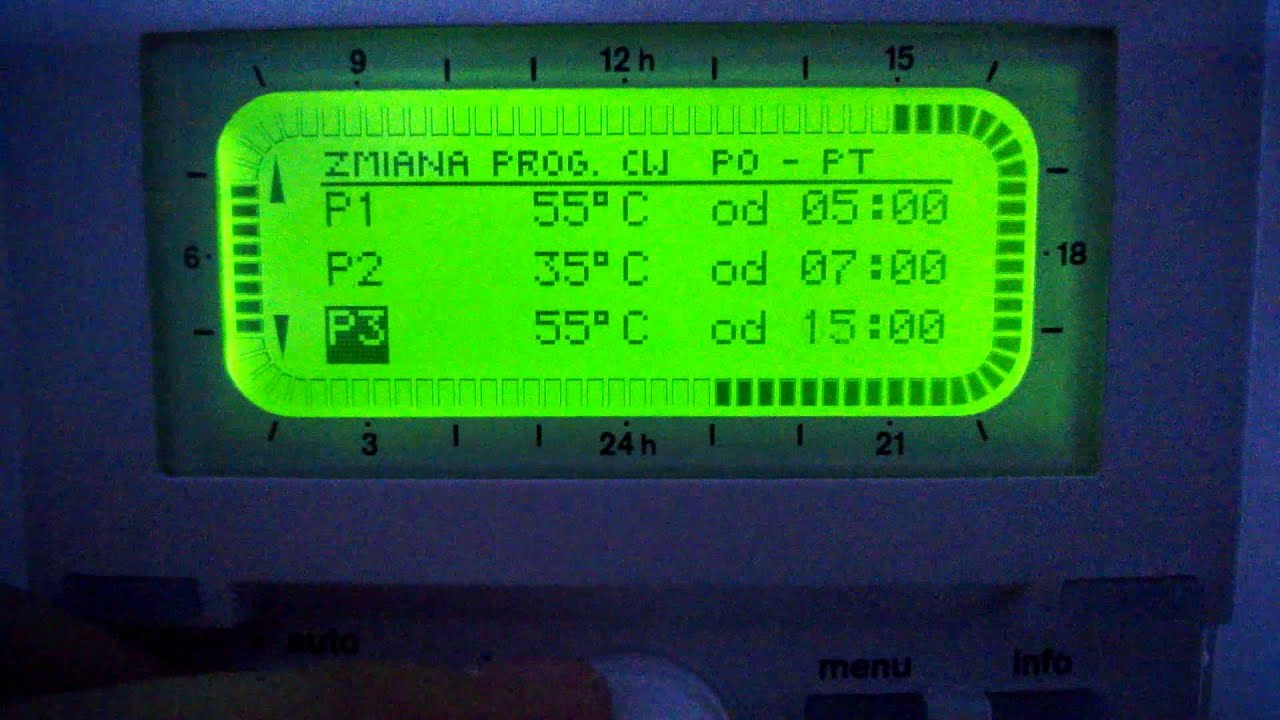 9 12 h 15
ZMIANA PROG. CW PO - PT
P1 55°C od 05:00
6 P2 35°C od 07:00 18
P3 55°C od 15:00
3 24 h 21
auto menu info